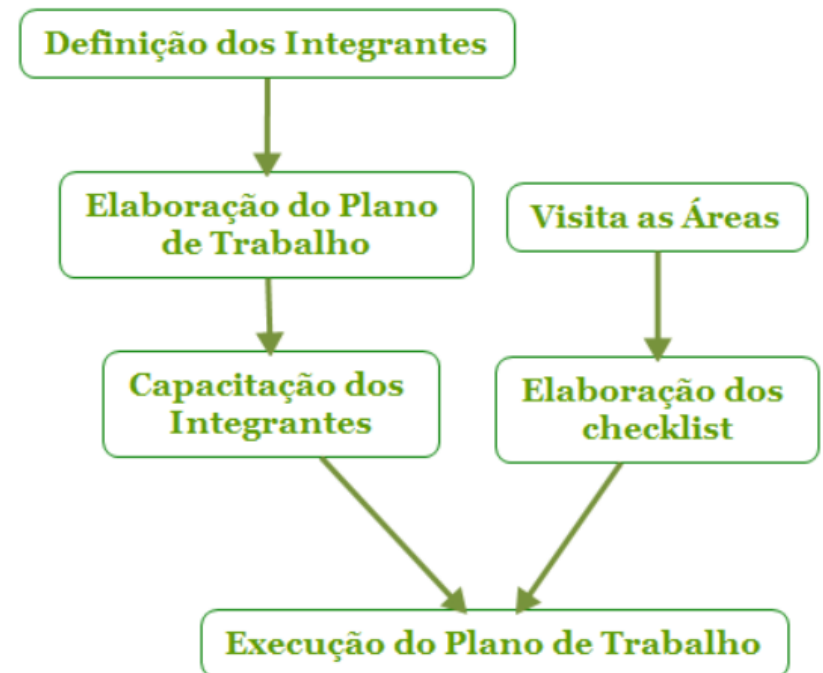 Definição dos Integrantes
Elaboração do Plano
de Trabalho
Visita as Áreas
Capacitação dos
Integrantes
Elaboração dos
checklist
Execução do Plano de Trabalho